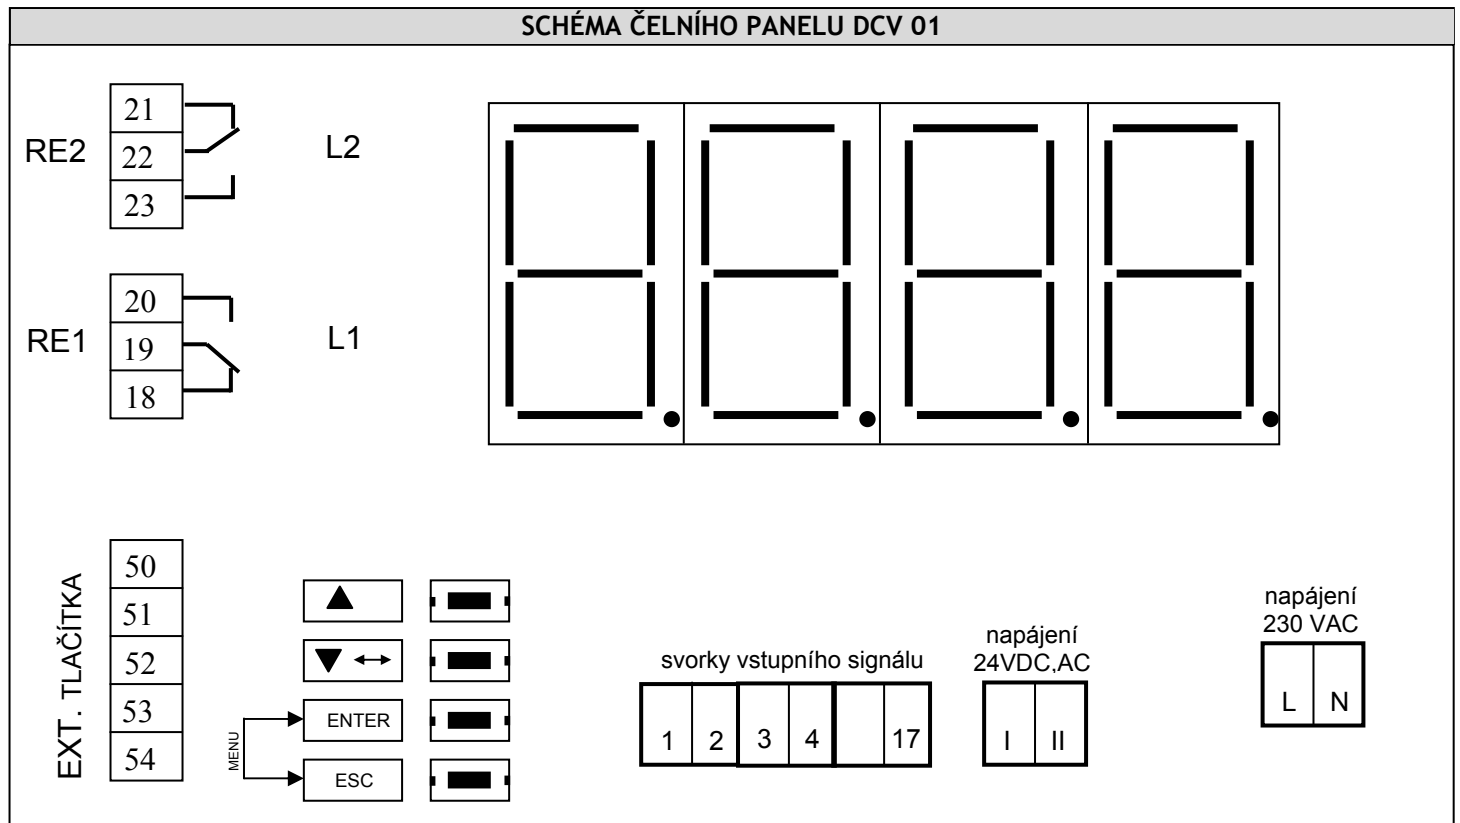 SCHÉMA ČELNÍHO PANELU DCV 01
RE2
21
22
23
L2
RE1
20
19
18
L1
EXT. TLAČÍTKA
50
51
52
53
54
MENU
ENTER
ESC
svorky vstupního signálu
1 2 3 4 17
napájení
24VDC,AC
I II
napájení
230 VAC
L N